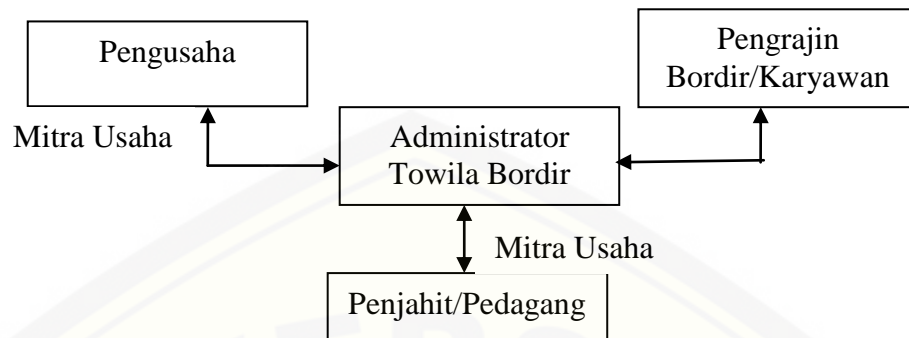 Pengusaha
Pengrajin
Bordir/Karyawan
Mitra Usaha
Administrator
Towila Bordir
Mitra Usaha
Penjahit/Pedagang